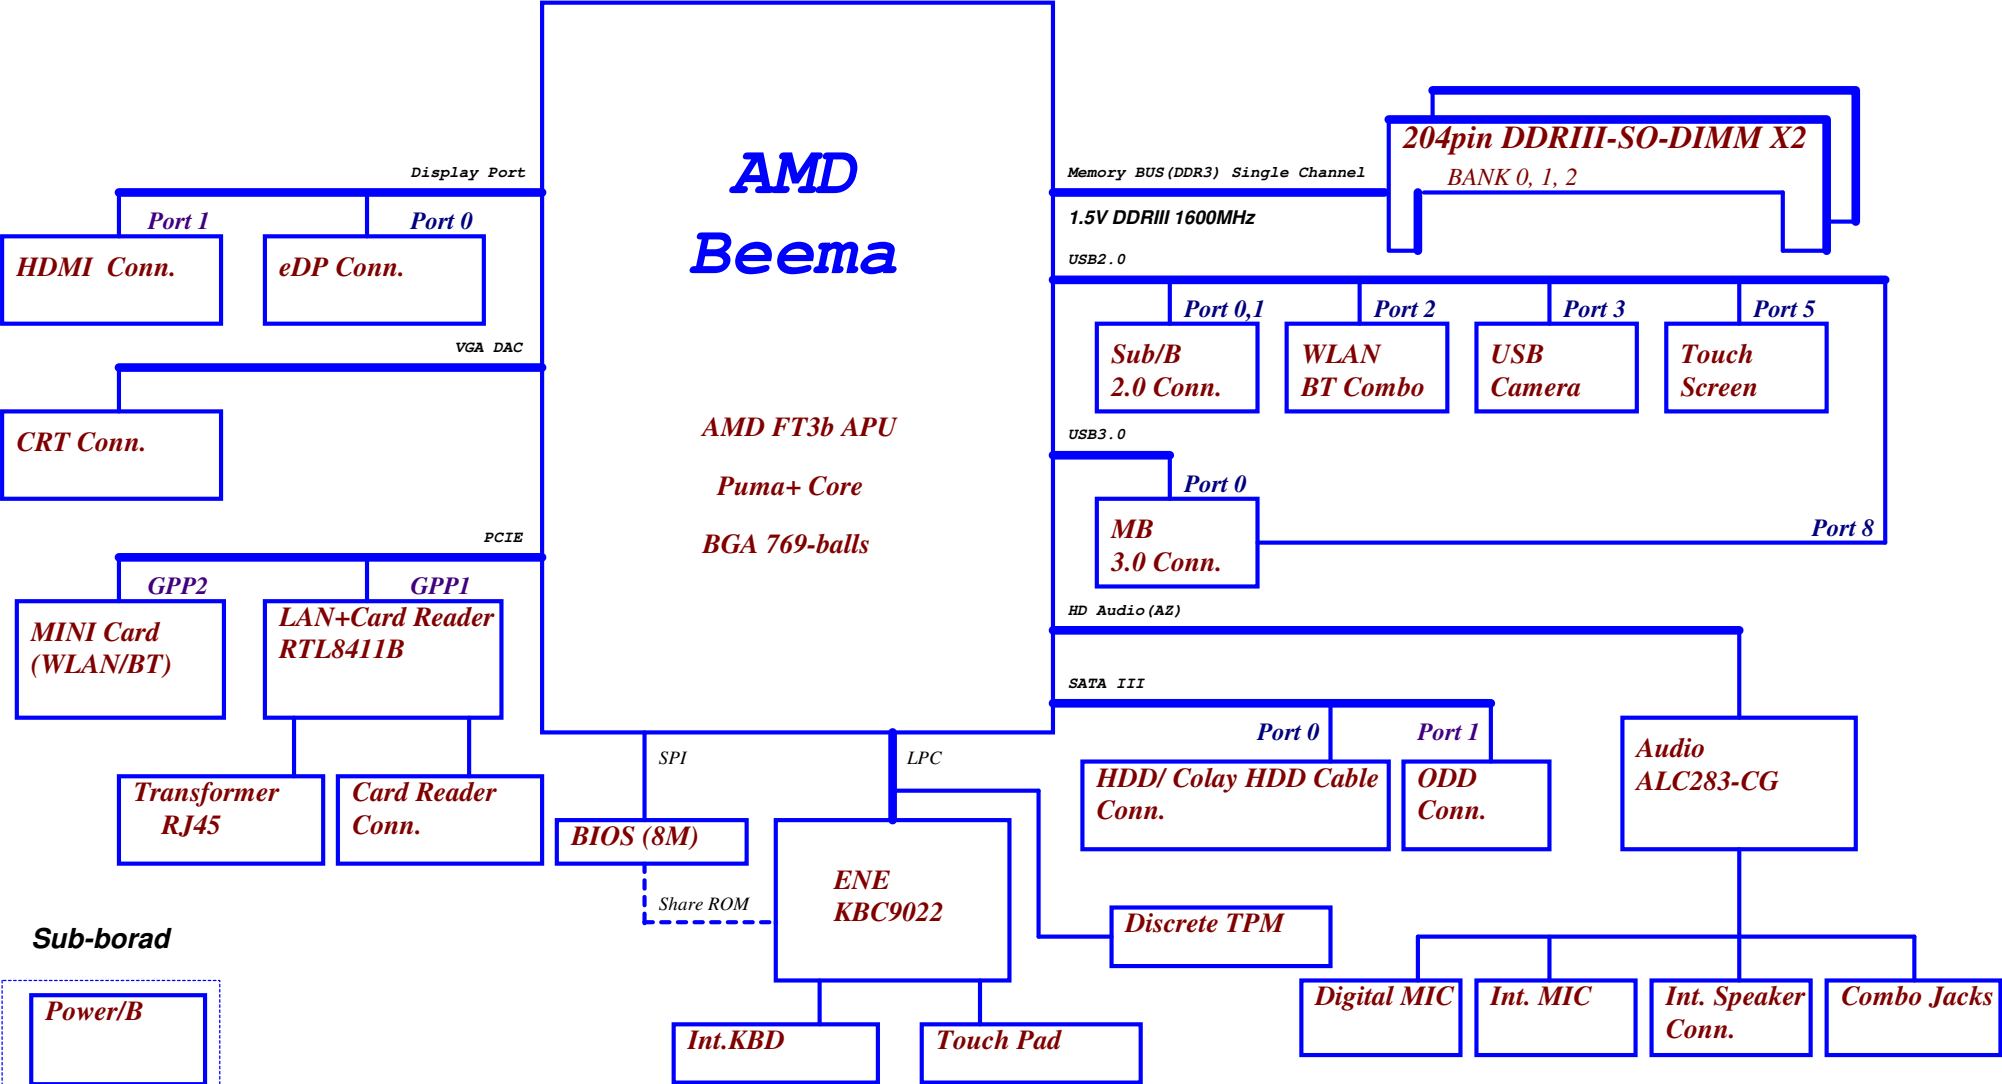 AMD
Beema
AMD FT3b APU
Puma+ Core
BGA 769-balls
Display Port
Port 1
Port 0
HDMI  Conn.
eDP Conn.
VGA DAC
CRT Conn.
PCIE
GPP2
GPP1
MINI Card
(WLAN/BT)
LAN+Card Reader
RTL8411B
Transformer
RJ45
Card Reader
Conn.
Memory BUS(DDR3) Single Channel
1.5V DDRIII 1600MHz
204pin DDRIII-SO-DIMM X2
BANK 0, 1, 2
USB2.0
Port 0,1
Port 2
Port 3
Port 5
Sub/B
2.0 Conn.
WLAN
BT Combo
USB
Camera
Touch
Screen
USB3.0
Port 0
MB
3.0 Conn.
Port 8
HD Audio(AZ)
SATA III
Port 0
Port 1
HDD/ Colay HDD Cable
Conn.
ODD
Conn.
Audio
ALC283-CG
SPI
LPC
BIOS (8M)
Share ROM
ENE
KBC9022
Discrete TPM
Int.KBD
Touch Pad
Digital MIC
Int. MIC
Int. Speaker
Conn.
Combo Jacks
Sub-borad
Power/B